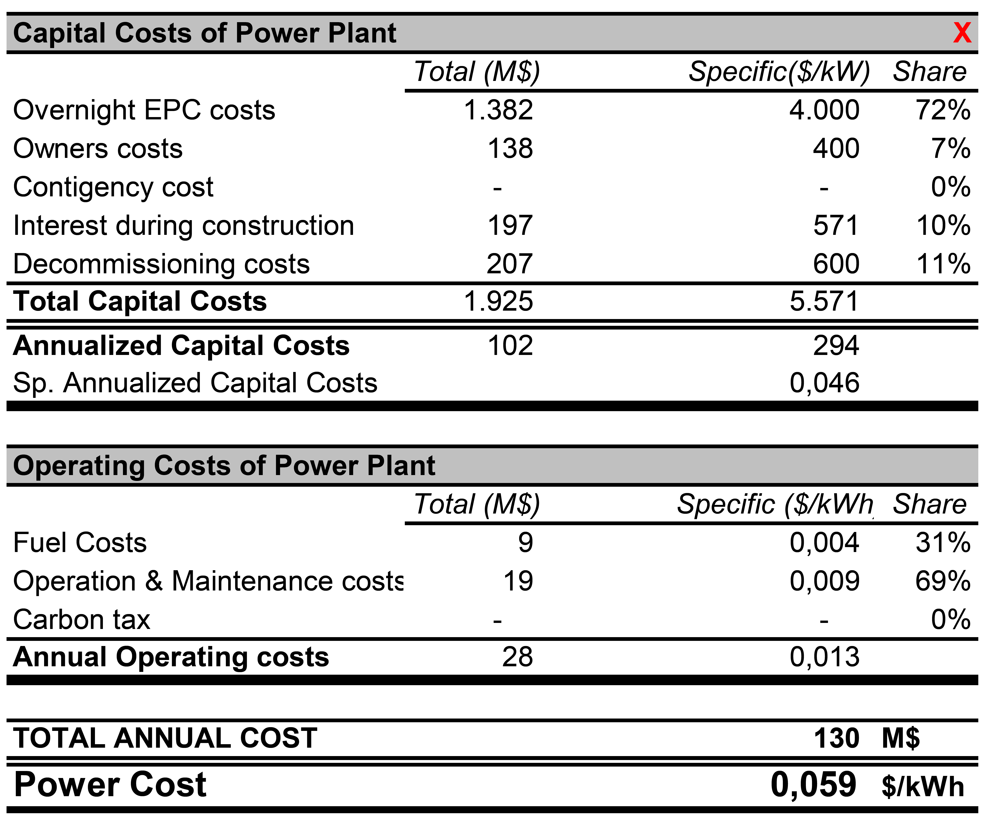 Capital Costs of Power Plant X
Total (M$) Specific($/kW) Share
Overnight EPC costs 1.382 4.000 72%
Owners costs 138 400 7%
Contigency cost - - 0%
Interest during construction 197 571 10%
Decommissioning costs 207 600 11%
Total Capital Costs 1.925 5.571
Annualized Capital Costs 102 294
Sp. Annualized Capital Costs 0,046
Operating Costs of Power Plant
Total (M$) Specific ($/kWh) Share
Fuel Costs 9 0,004 31%
Operation & Maintenance costs 19 0,009 69%
Carbon tax - - 0%
Annual Operating costs 28 0,013
TOTAL ANNUAL COST 130 M$
Power Cost 0,059 $/kWh